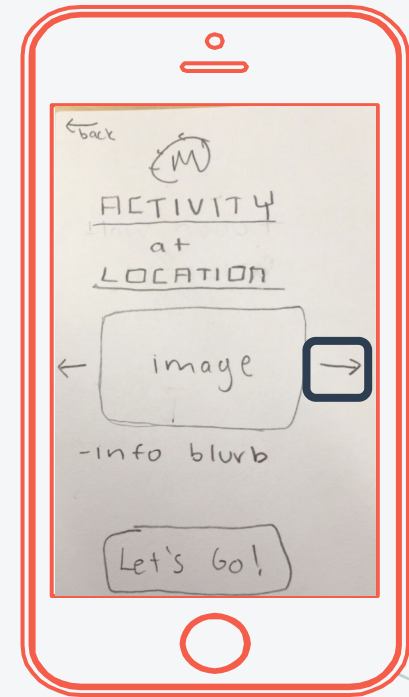 ←back
M
ACTIVITY
at
LOCATION
← image →
-info blurb
Let's Go!